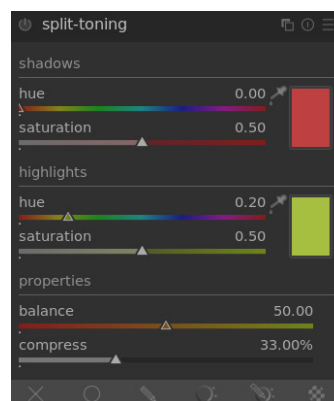 split-toning
shadows
hue 0.00
saturation 0.50
highlights
hue 0.20
saturation 0.50
properties
balance 50.00
compress 33.00%